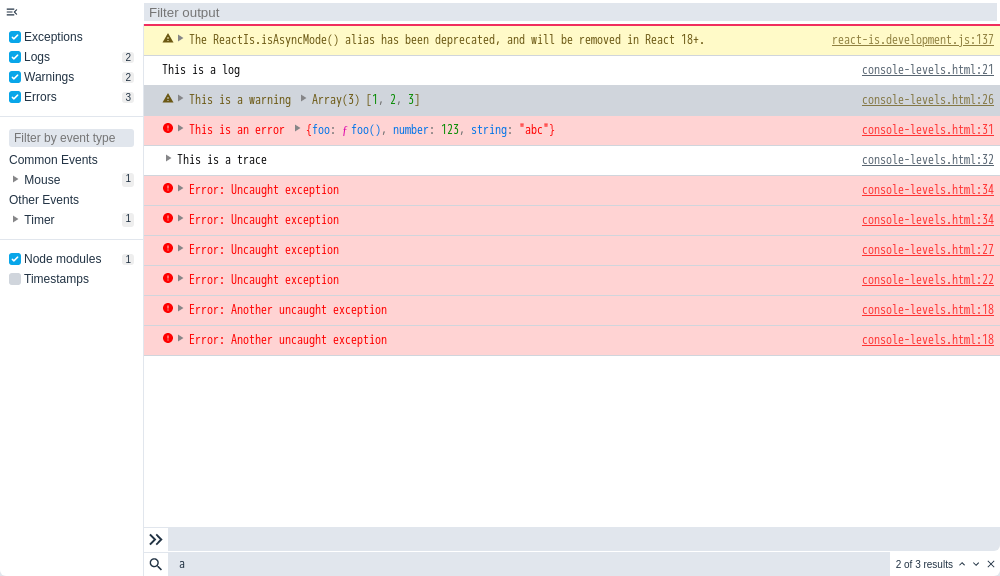 Filter output
Exceptions
Logs 2
Warnings 2
Errors 3
Filter by event type
Common Events
Mouse 1
Other Events
Timer 1
Node modules 1
Timestamps
The ReactIs.isAsyncMode() alias has been deprecated, and will be removed in React 18+. react-is.development.js:137
This is a log console-levels.html:21
This is a warning Array(3) [1, 2, 3] console-levels.html:26
This is an error {foo: ƒ foo(), number: 123, string: "abc"} console-levels.html:31
This is a trace console-levels.html:32
Error: Uncaught exception console-levels.html:34
Error: Uncaught exception console-levels.html:34
Error: Uncaught exception console-levels.html:27
Error: Uncaught exception console-levels.html:22
Error: Another uncaught exception console-levels.html:18
Error: Another uncaught exception console-levels.html:18
a 2 of 3 results